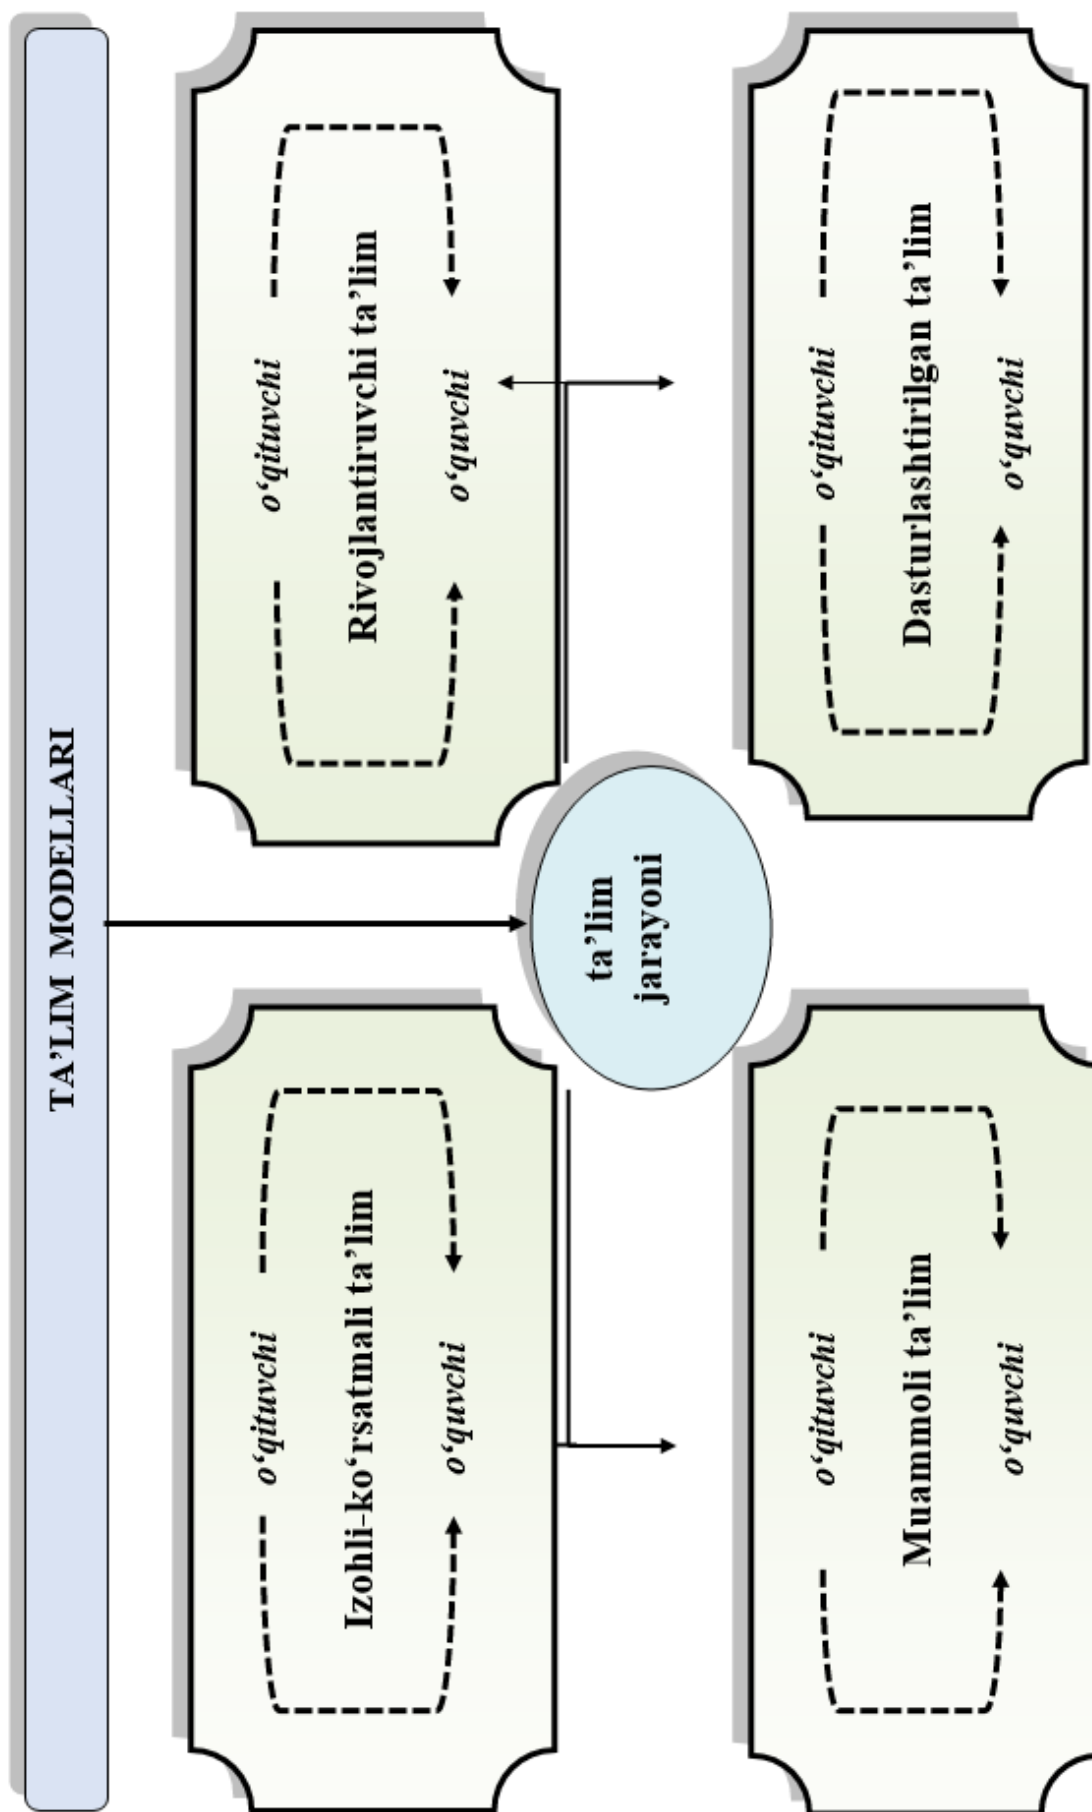 TA’LIM MODELLARI
o‘qituvchi
Izohli-ko‘rsatmali ta’lim
o‘quvchi
o‘qituvchi
Rivojlantiruvchi ta’lim
o‘quvchi
ta’lim
jarayoni
o‘qituvchi
Muammoli ta’lim
o‘quvchi
o‘qituvchi
Dasturlashtirilgan ta’lim
o‘quvchi